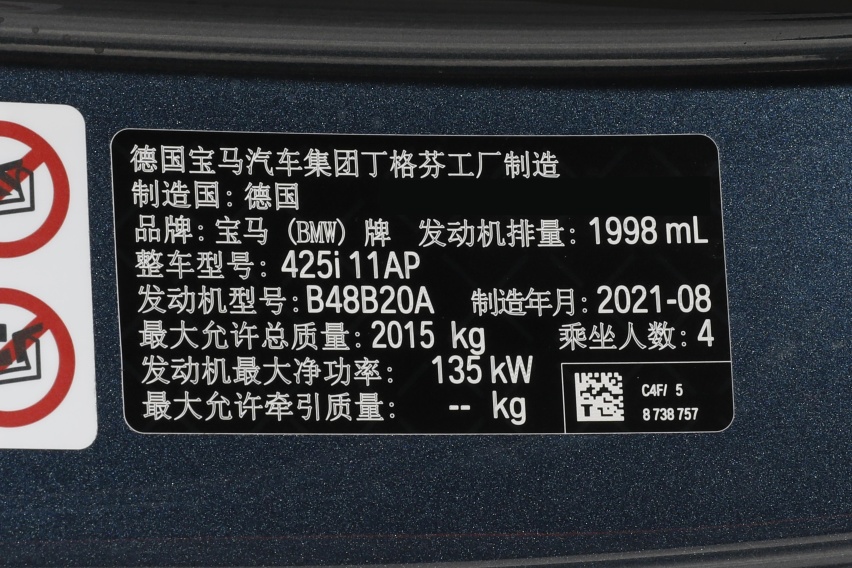 德国宝马汽车集团丁格芬工厂制造
制造国：德国
品牌：宝马（BMW）牌 发动机排量：1998 mL
整车型号：425i 11AP
发动机型号：B48B20A 制造年月：2021-08
最大允许总质量：2015 kg 乘坐人数：4
发动机最大净功率： 135 kW
最大允许牵引质量： -- kg
C4F/ 5
8 738 757